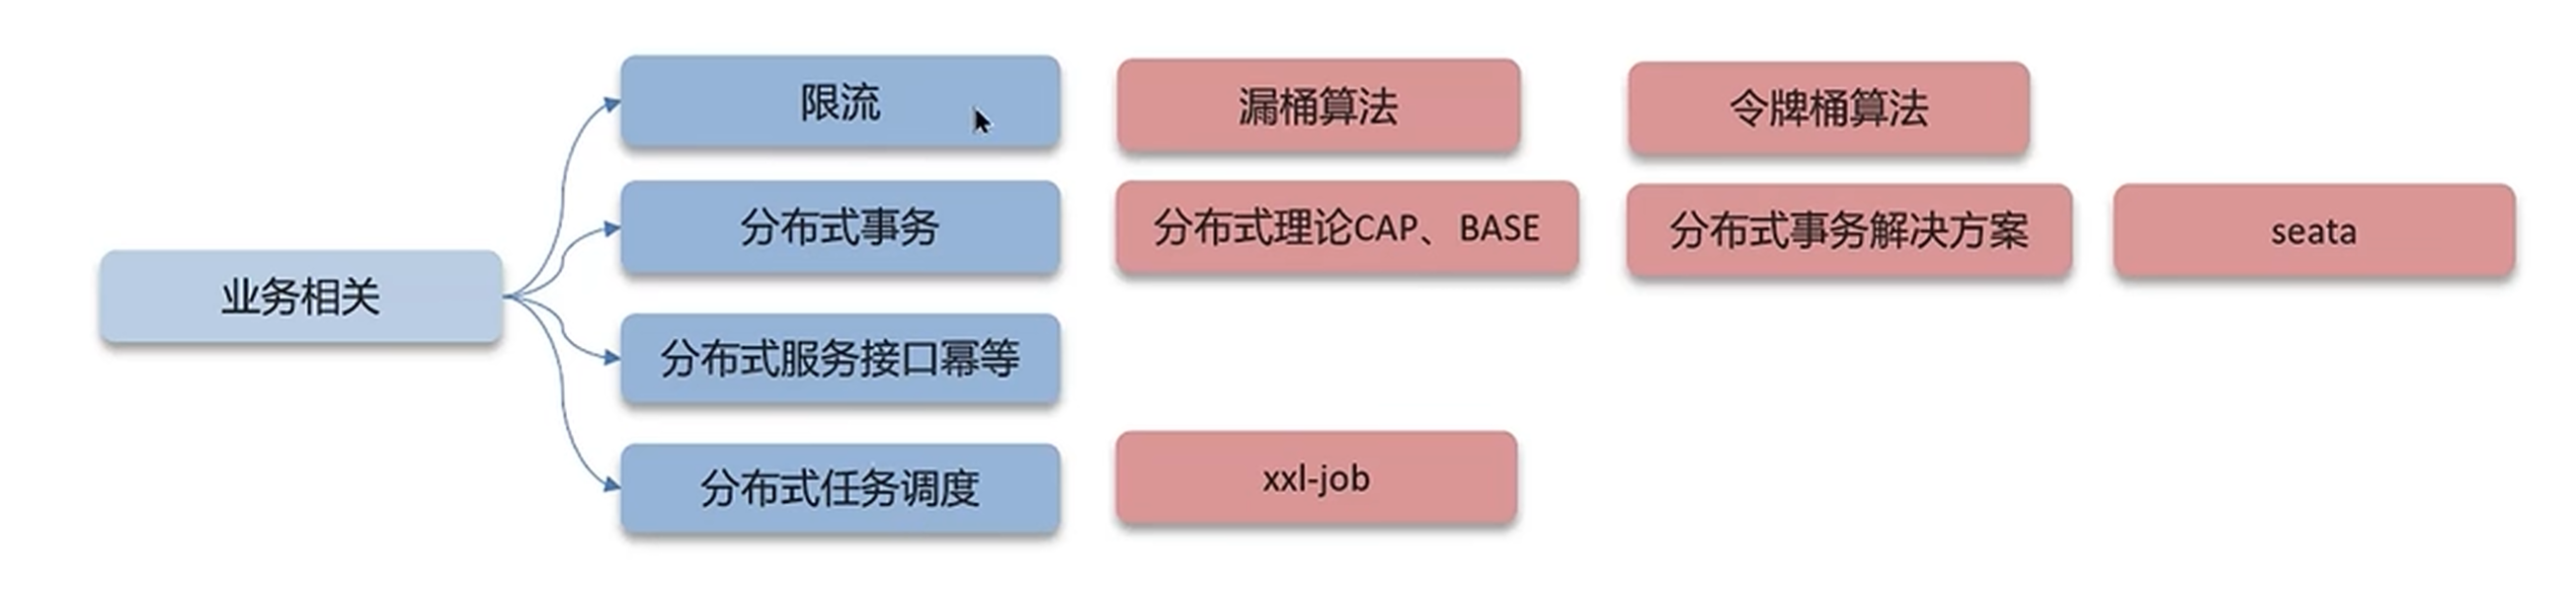 业务相关
限流
漏桶算法
令牌桶算法
分布式事务
分布式理论CAP、BASE
分布式事务解决方案
seata
分布式服务接口幂等
分布式任务调度
xxl-job